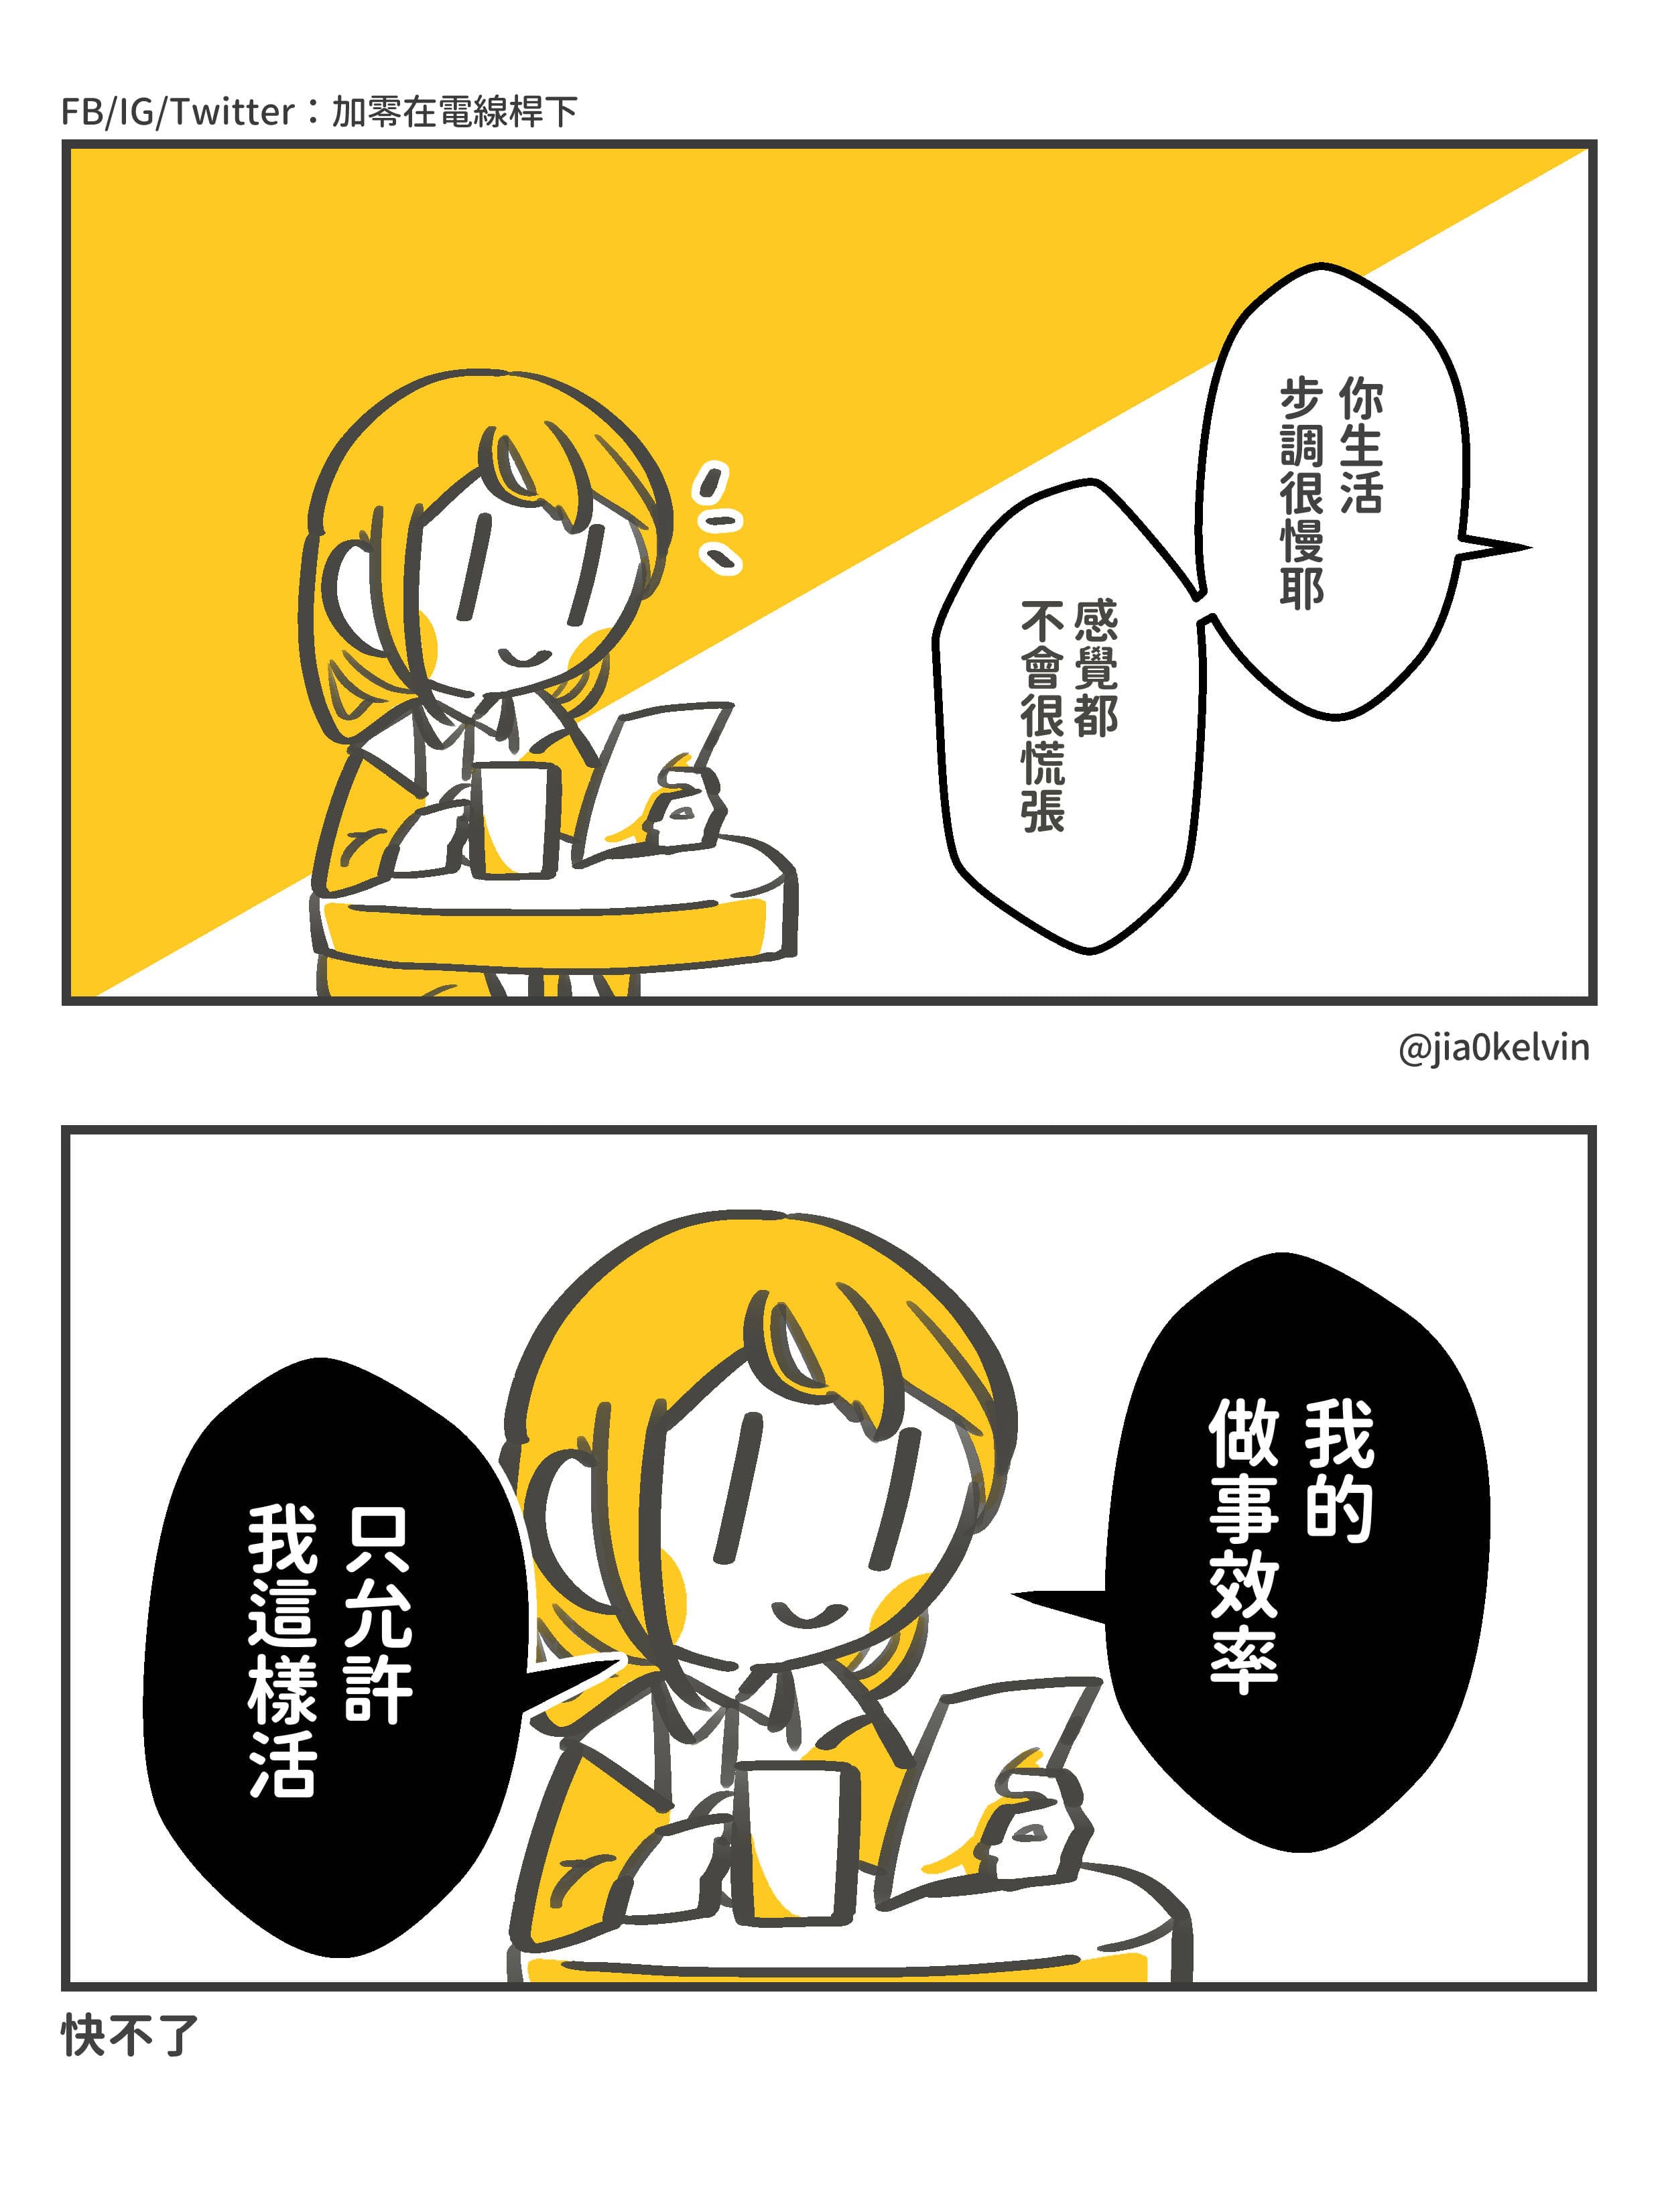 FB/IG/Twitter：加零在電線桿下
你生活
步調很慢耶
感覺都
不會很慌張
@jia0kelvin
我的
做事效率
只允許
我這樣活
快不了